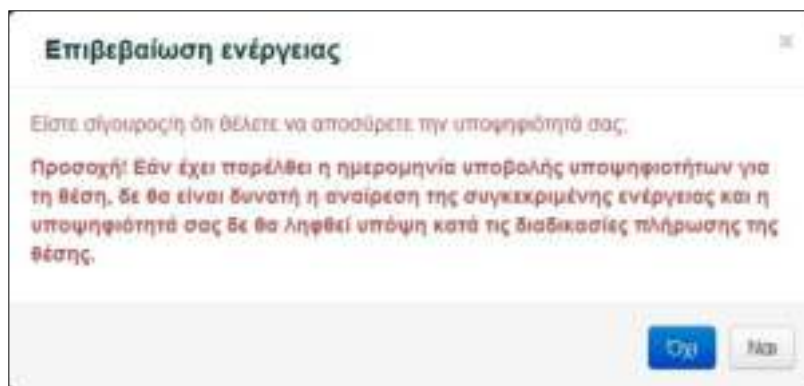 Επιβεβαίωση ενέργειας
×
Είστε σίγουρος/η ότι θέλετε να αποσύρετε την υποψηφιότητά σας;
Προσοχή! Εάν έχει παρέλθει η ημερομηνία υποβολής υποψηφιοτήτων για
τη θέση, δε θα είναι δυνατή η αναίρεση της συγκεκριμένης ενέργειας και η
υποψηφιότητά σας δε θα ληφθεί υπόψη κατά τις διαδικασίες πλήρωσης της
θέσης.
Όχι
Ναι